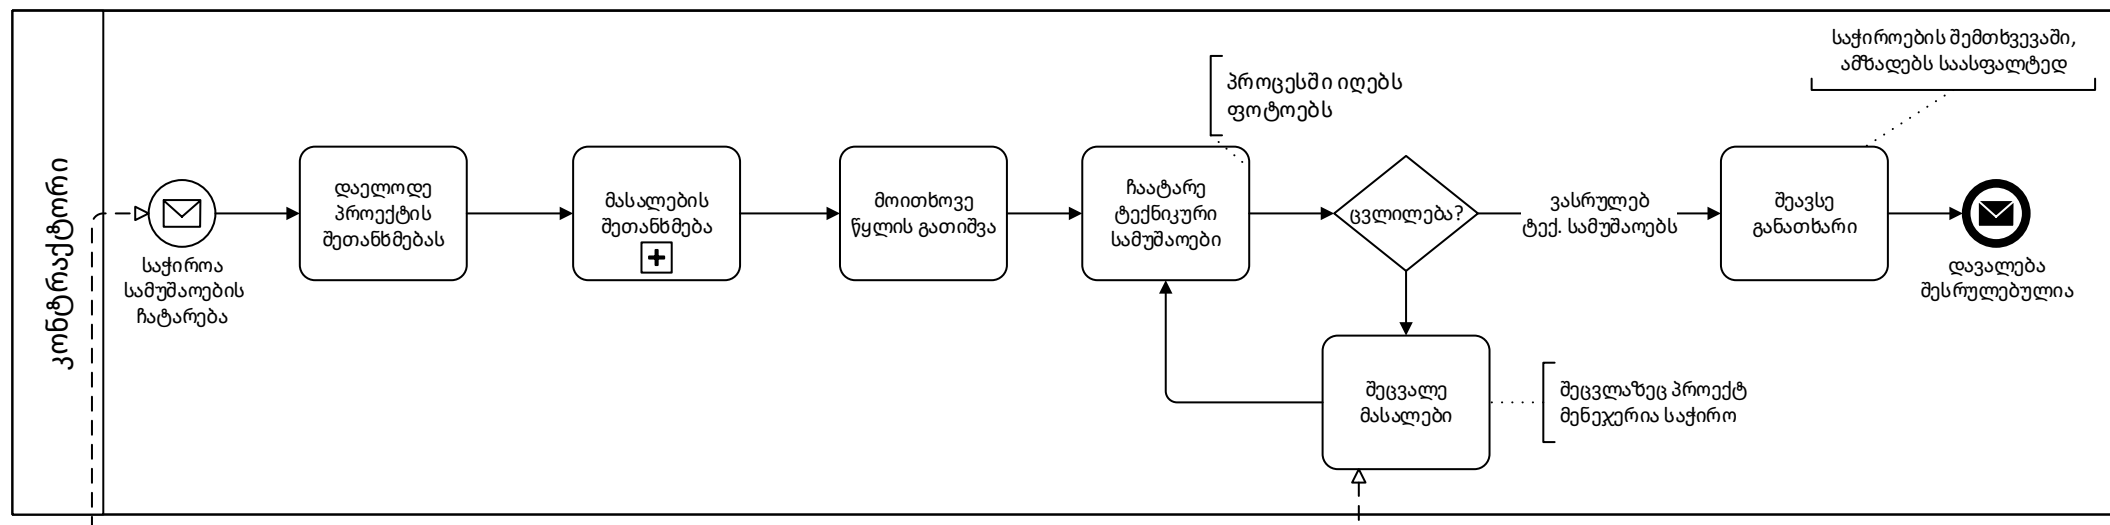 კონტრაქტორი
საჭიროა
სამუშაოების
ჩატარება
დაელოდე
პროექტის
შეთანხმებას
მასალების
შეთანხმება
მოითხოვე
წყლის გათიშვა
პროცესში იღებს
ფოტოებს
ჩაატარე
ტექნიკური
სამუშაოები
ცვლილება?
ვასრულებ
ტექ. სამუშაოებს
შეცვალე
მასალები
შეცვლაზეც პროექტ
მენეჯერია საჭირო
საჭიროების შემთხვევაში,
ამზადებს საასფალტედ
შეავსე
განათხარი
დავალება
შესრულებულია